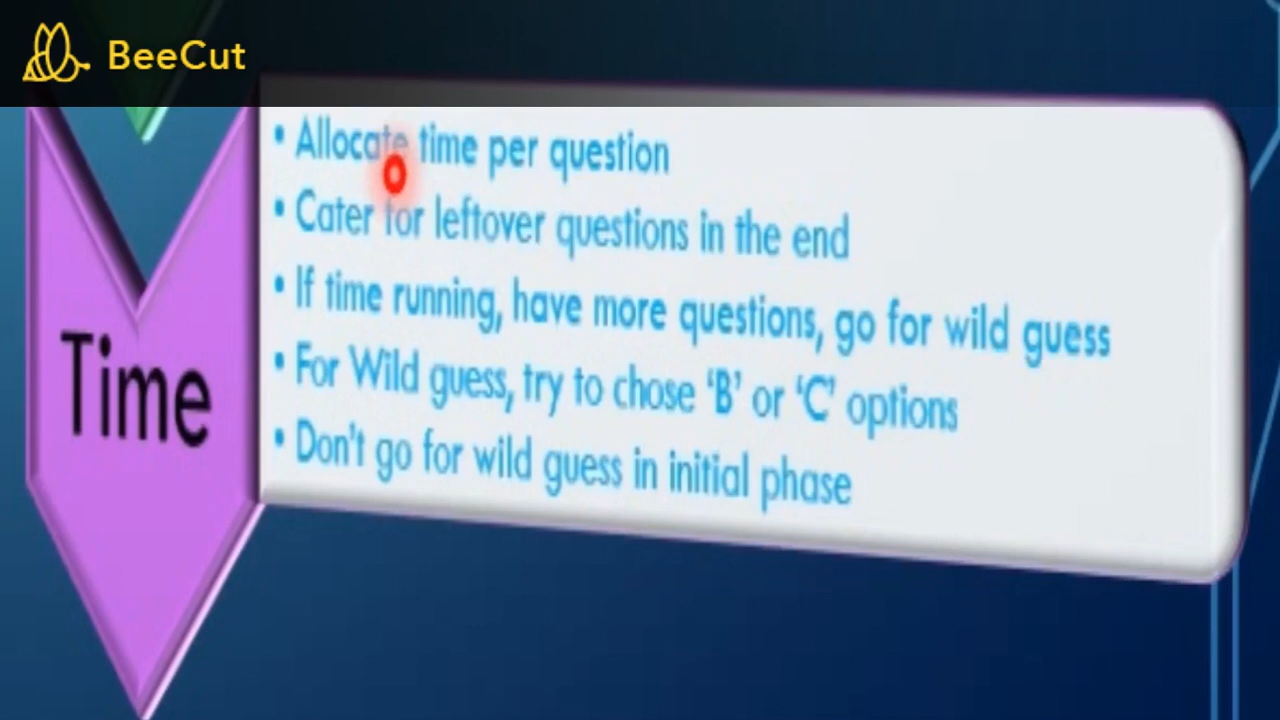 BeeCut
• Allocate time per question
• Cater for leftover questions in the end
• If time running, have more questions, go for wild guess
• For Wild guess, try to chose ‘B’ or ‘C’ options
• Don't go for wild guess in initial phase
Time